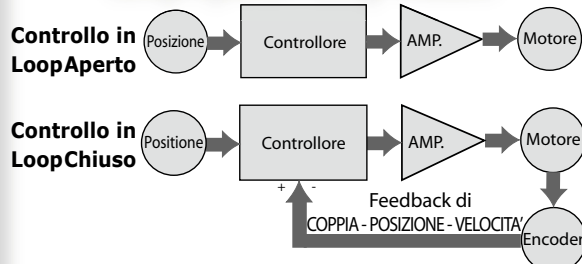 Controllo in
LoopAperto
Posizione
Controllore
AMP.
Motore
Controllo in
LoopChiuso
Positione
Controllore
AMP.
Motore
+ -
Feedback di
COPPIA - POSIZIONE - VELOCITA'
Encoder